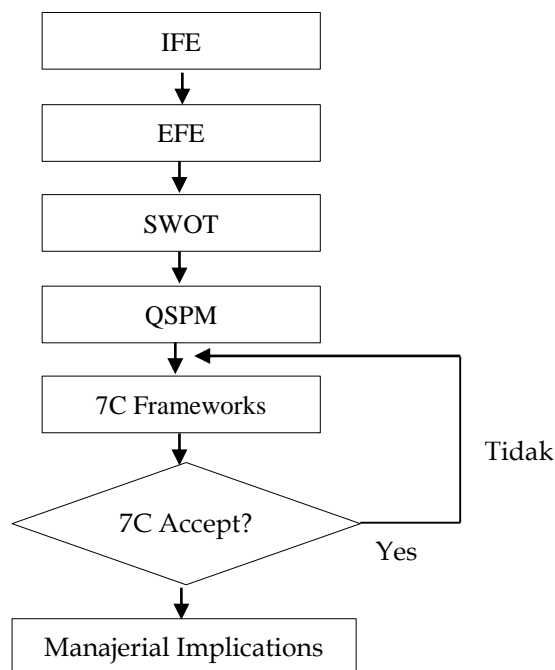 IFE
EFE
SWOT
QSPM
7C Frameworks
Tidak
7C Accept?
Yes
Manajerial Implications